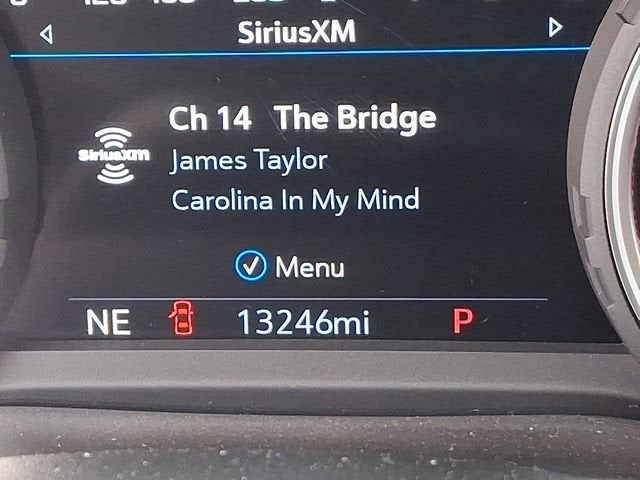 SiriusXM
Ch 14 The Bridge
SiriusXM
James Taylor
Carolina In My Mind
Menu
NE 13246mi P